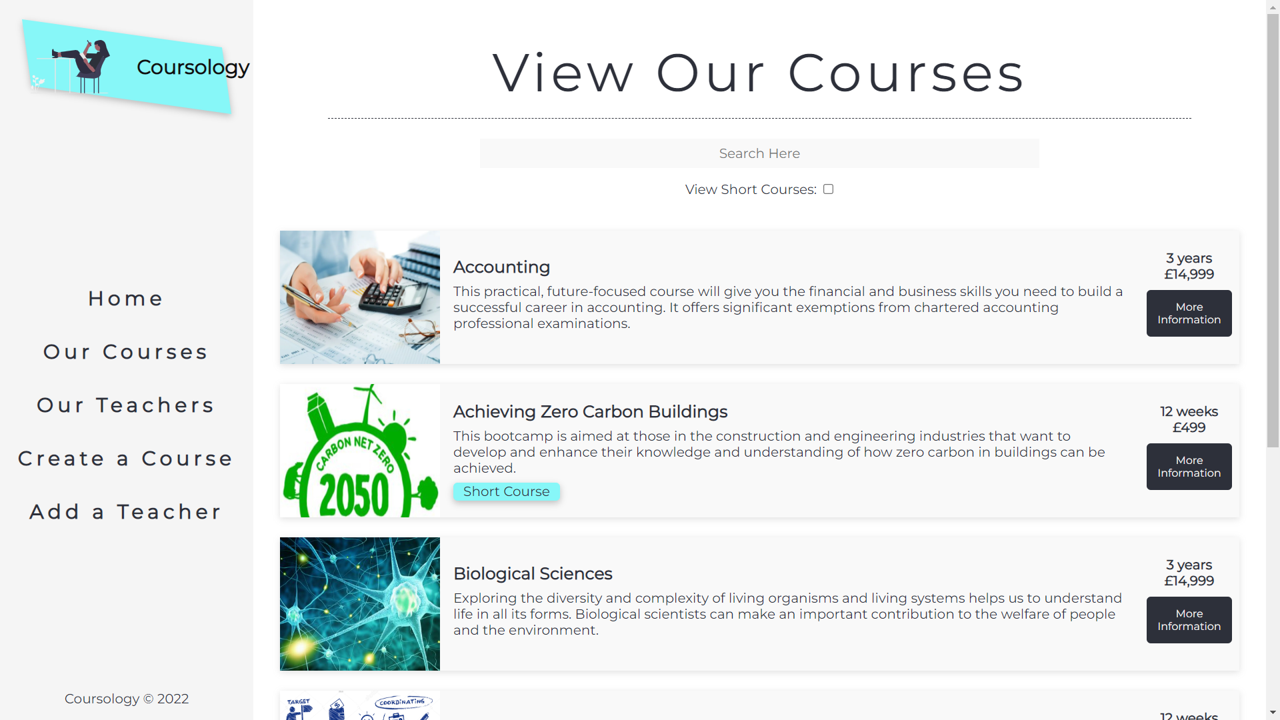 Coursology
Home
Our Courses
Our Teachers
Create a Course
Add a Teacher
Coursology © 2022
View Our Courses
Search Here
View Short Courses:
Accounting
This practical, future-focused course will give you the financial and business skills you need to build a
successful career in accounting. It offers significant exemptions from chartered accounting
professional examinations.
3 years
£14,999
More
Information
CARBON NET ZERO
2050
Achieving Zero Carbon Buildings
This bootcamp is aimed at those in the construction and engineering industries that want to
develop and enhance their knowledge and understanding of how zero carbon in buildings can be
achieved.
Short Course
12 weeks
£499
More
Information
Biological Sciences
Exploring the diversity and complexity of living organisms and living systems helps us to understand
life in all its forms. Biological scientists can make an important contribution to the welfare of people
and the environment.
3 years
£14,999
More
Information
TARGET
COORDINATING
12 weeks